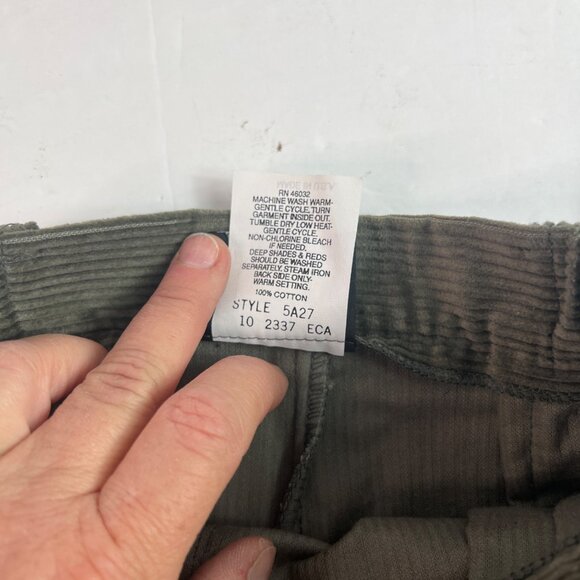 RN 46032
MACHINE WASH WARM-
GENTLE CYCLE, TURN
GARMENT INSIDE OUT.
TUMBLE DRY LOW HEAT-
GENTLE CYCLE.
NON-CHLORINE BLEACH
IF NEEDED.
DEEP SHADES & REDS
SHOULD BE WASHED
SEPARATELY. STEAM IRON
BACK SIDE ONLY-
WARM SETTING.
100% COTTON
STYLE 5A27
10 2337 ECA